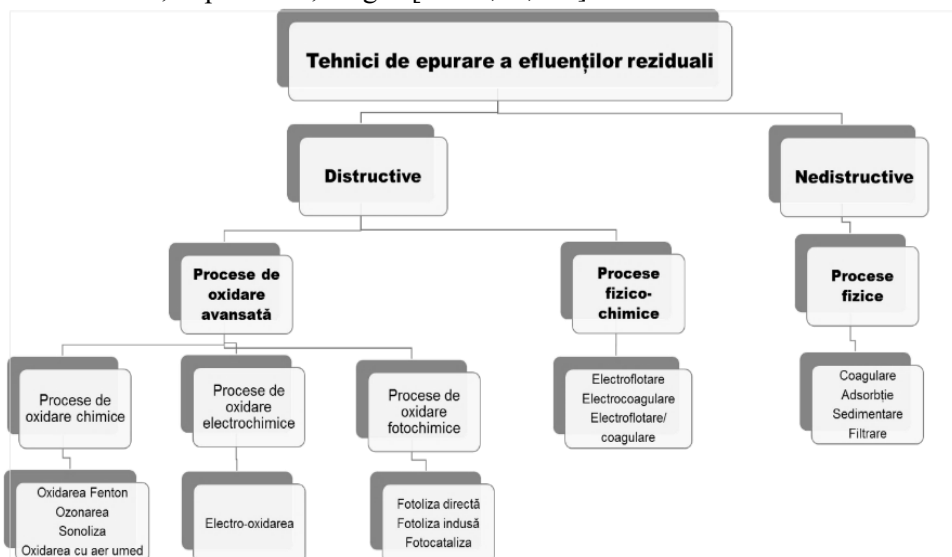 Tehnici de epurare a efluenților reziduali
Distructive
Nedistructive
Procese de
oxidare
avansată
Procese
fizico-
chimice
Procese
fizice
Procese de
oxidare chimice
Procese de
oxidare
electrochimice
Procese de
oxidare
fotochimice
Electroflotare
Electrocoagulare
Electroflotare/
coagulare
Coagulare
Adsorbție
Sedimentare
Filtrare
Oxidarea Fenton
Ozonarea
Sonoliza
Oxidarea cu aer umed
Electro-oxidarea
Fotoliza directă
Fotoliza indusă
Fotocataliza